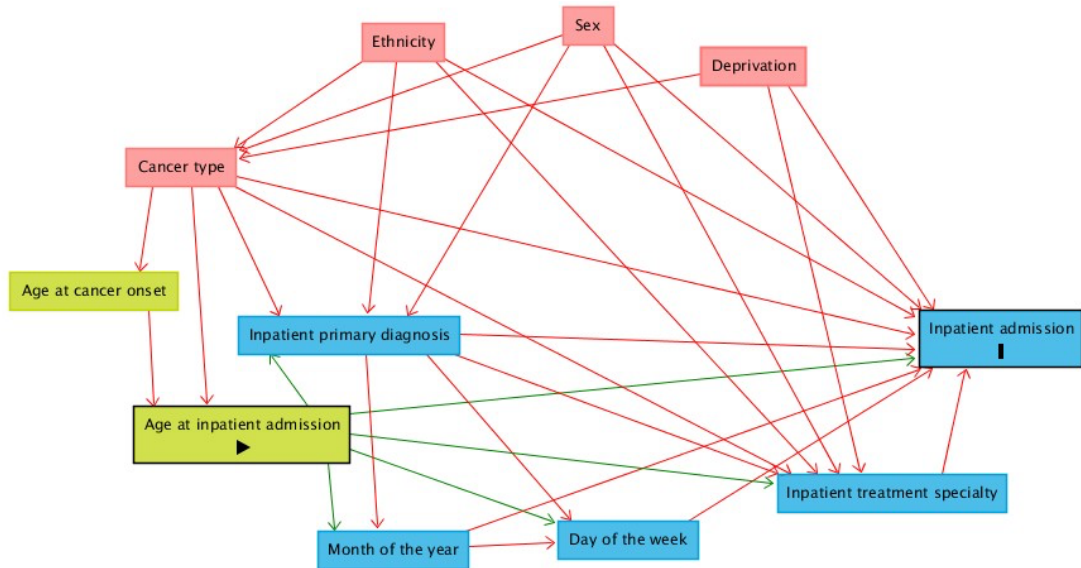 Sex
Ethnicity
Deprivation
Cancer type
Age at cancer onset
Inpatient primary diagnosis
Inpatient admission
Age at inpatient admission
Inpatient treatment specialty
Month of the year
Day of the week